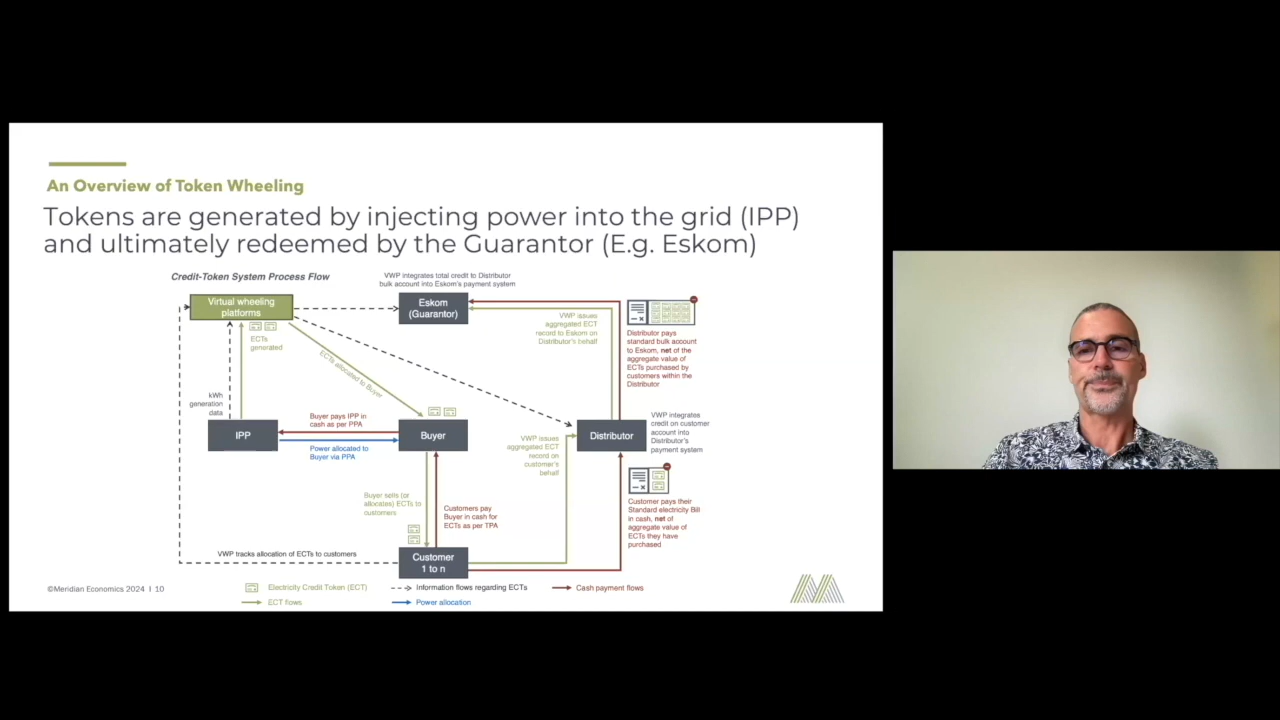 An Overview of Token Wheeling
Tokens are generated by injecting power into the grid (IPP)
and ultimately redeemed by the Guarantor (E.g. Eskom)
Credit-Token System Process Flow
VWP integrates total credit to Distributor
bulk account into Eskom's payment system
Virtual wheeling
platforms
Eskom
(Guarantor)
ECTs
generated
ECTs allocated to Buyer
VWP issues
aggregated ECT
record to Eskom on
Distributor's behalf
Distributor pays
standard bulk account
to Eskom, net of the
aggregate value of
ECTs purchased by
customers within the
Distributor
kWh
generation
data
IPP
Buyer pays IPP in
cash as per PPA
Power allocated to
Buyer via PPA
Buyer
VWP issues
aggregated ECT
record on
customer's
behalf
Distributor
VWP integrates
credit on customer
account into
Distributor's
payment system
Buyer sells (or
allocates) ECTs to
customers
Customers pay
Buyer in cash for
ECTs as per TPA
Customer pays their
Standard electricity Bill
in cash, net of
aggregate value of
ECTs they have
purchased
VWP tracks allocation of ECTs to customers
Customer
1 to n
©Meridian Economics 2024 I 10
Electricity Credit Token (ECT)
Information flows regarding ECTs
Cash payment flows
ECT flows
Power allocation